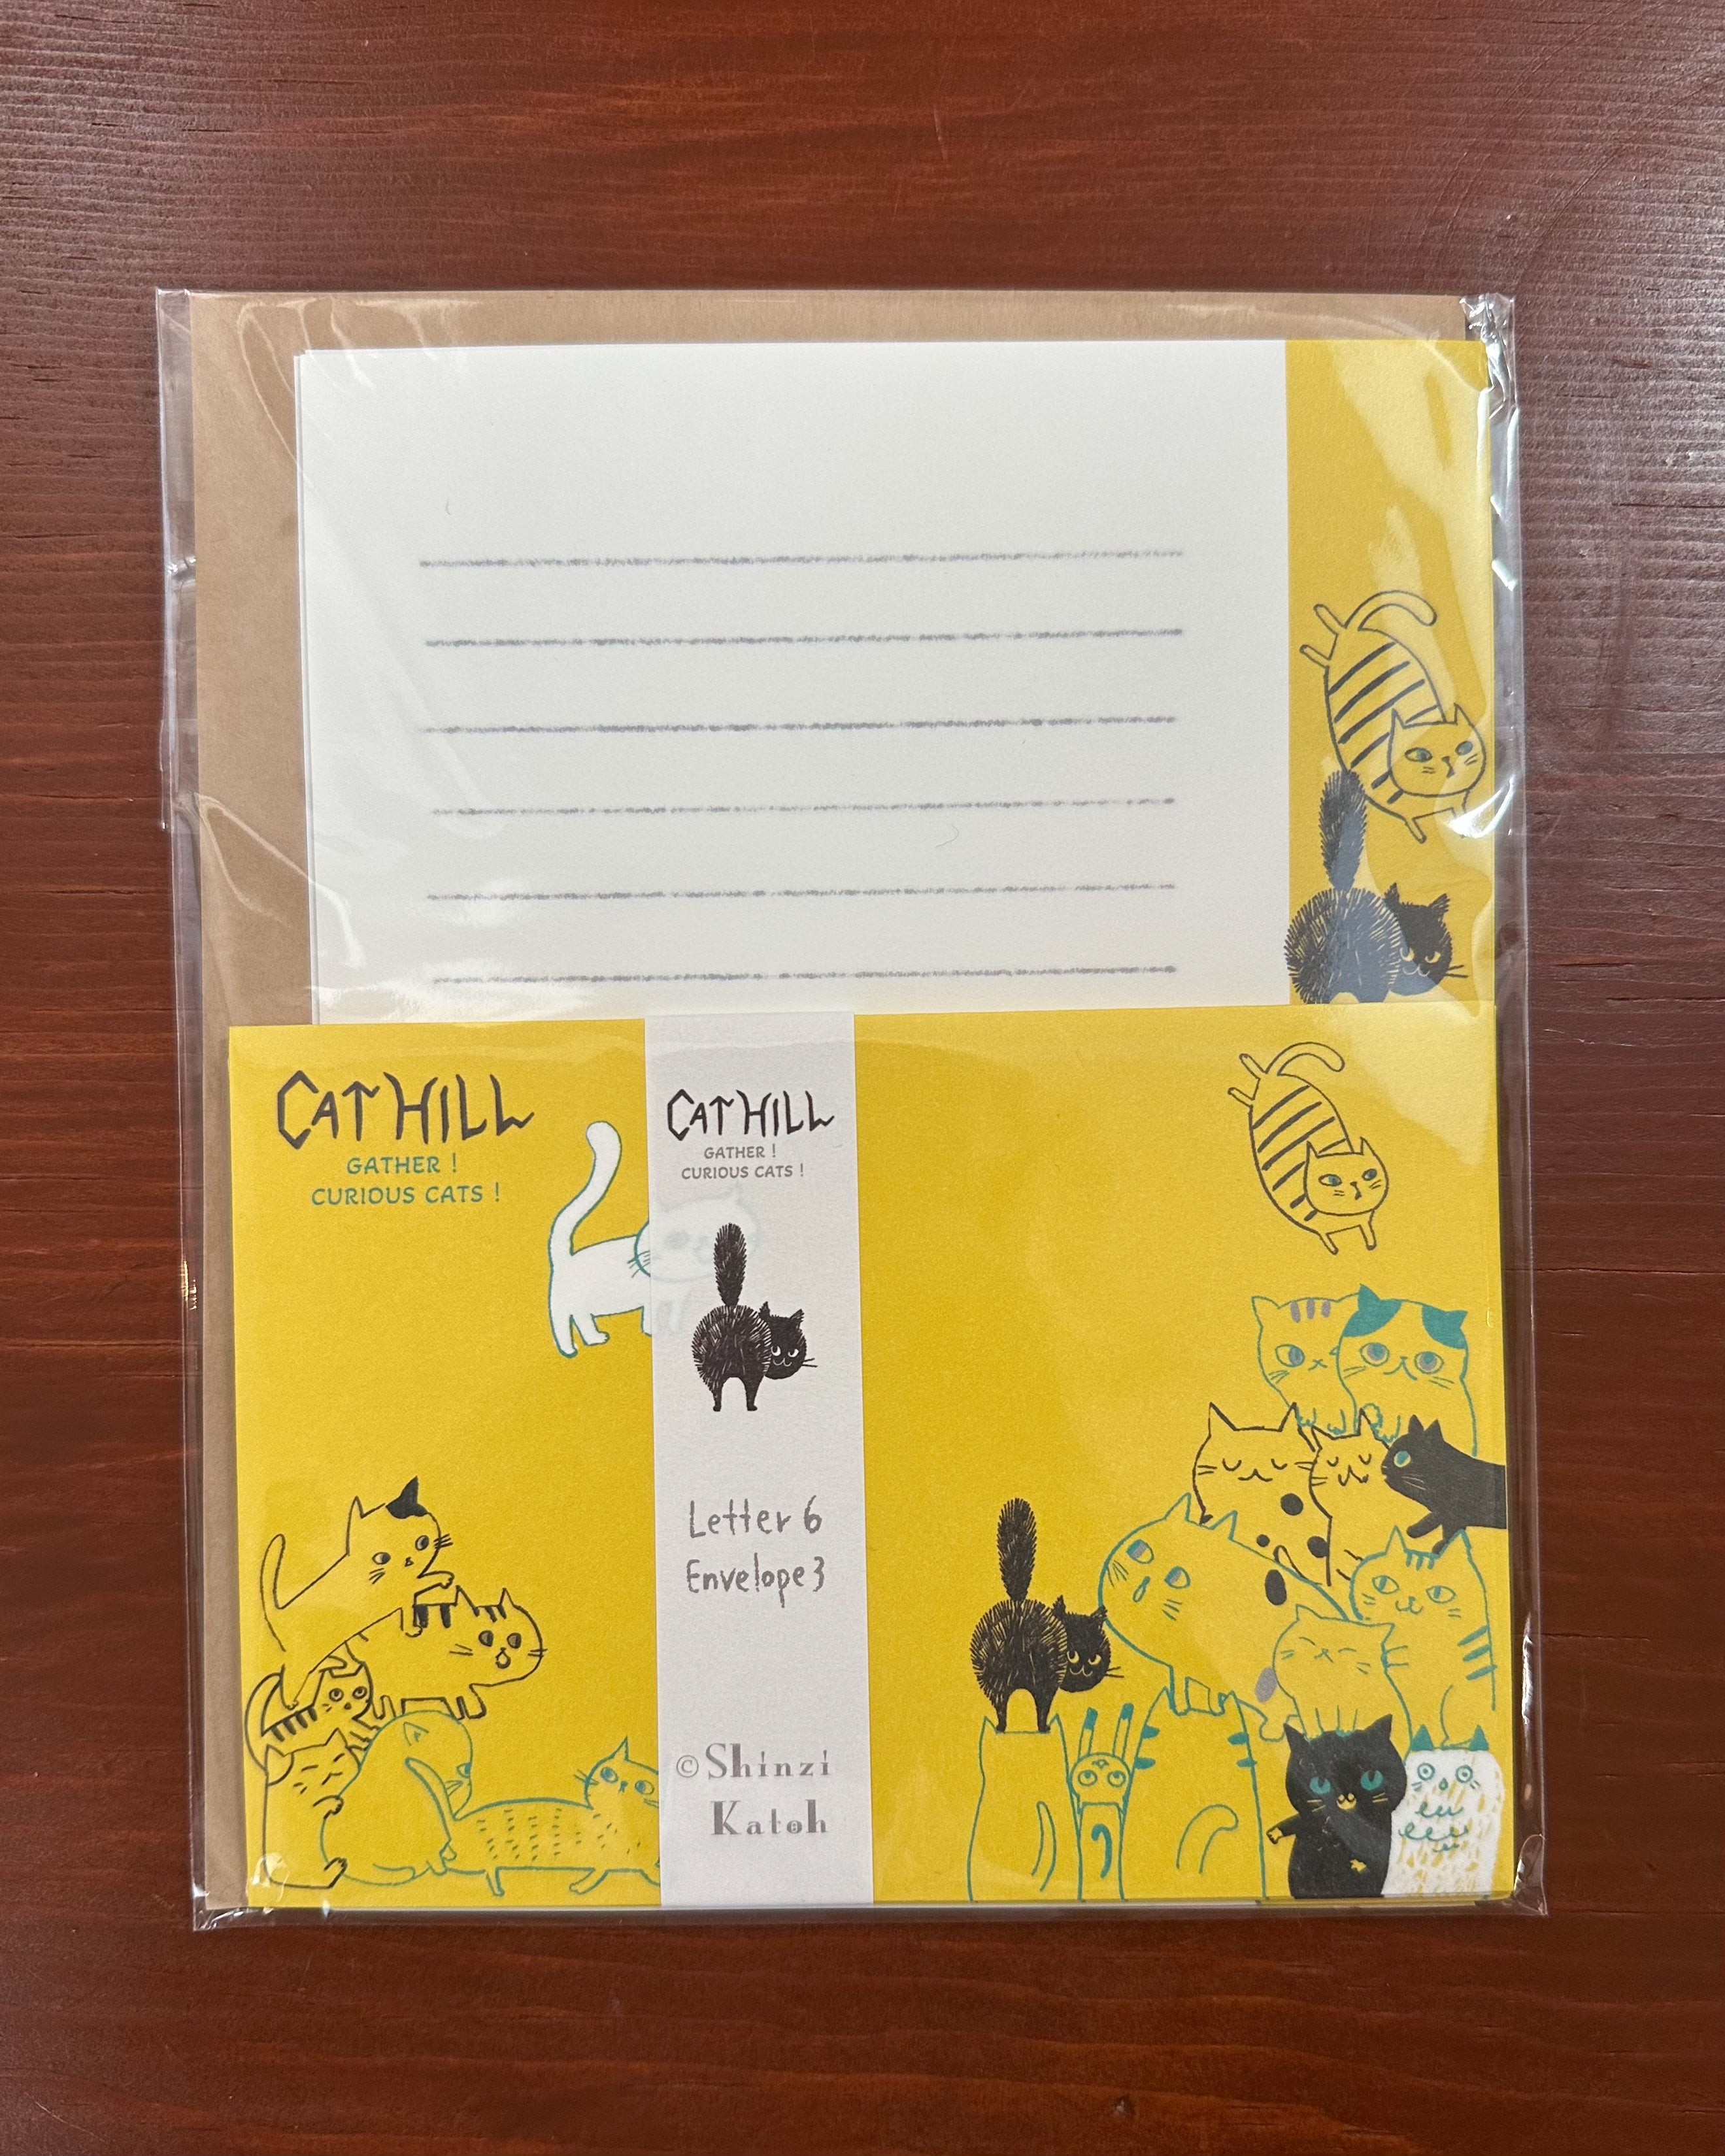 CAT HILL
GATHER !
CURIOUS CATS !
CAT HILL
GATHER !
CURIOUS CATS !
Letter 6
Envelope 3
©Shinzi
Katoh